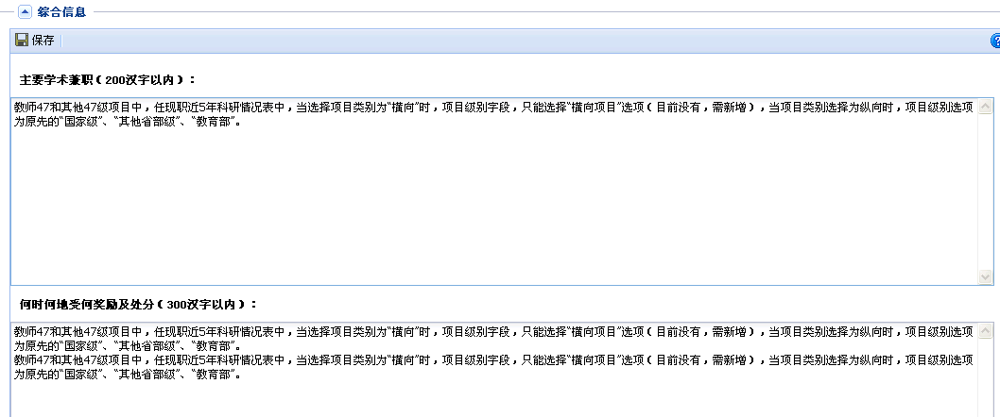 综合信息
保存
主要学术兼职（200汉字以内）：
教师47和其他47级项目中，任现职近5年科研情况表中，当选择项目类别为“横向”时，项目级别字段，只能选择“横向项目”选项（目前没有，需新增），当项目类别选择为纵向时，项目级别选项
为原先的“国家级”、“其他省部级”、“教育部”。
何时何地受何奖励及处分（300汉字以内）：
教师47和其他47级项目中，任现职近5年科研情况表中，当选择项目类别为“横向”时，项目级别字段，只能选择“横向项目”选项（目前没有，需新增），当项目类别选择为纵向时，项目级别选项
为原先的“国家级”、“其他省部级”、“教育部”。
教师47和其他47级项目中，任现职近5年科研情况表中，当选择项目类别为“横向”时，项目级别字段，只能选择“横向项目”选项（目前没有，需新增），当项目类别选择为纵向时，项目级别选项
为原先的“国家级”、“其他省部级”、“教育部”。